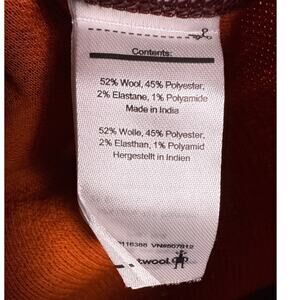 Contents:
52% Wool, 45% Polyester,
2% Elastane, 1% Polyamide
Made in India
52% Wolle, 45% Polyester,
2% Elasthan, 1% Polyamid
Hergestellt in Indien
twool